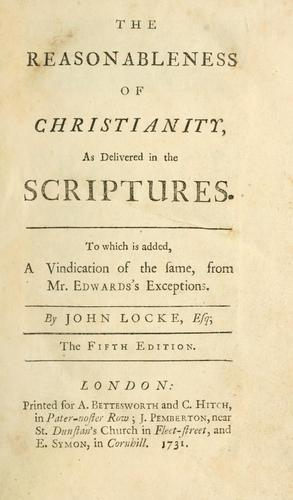 THE
REASONABLENESS
OF
CHRISTIANITY,
As Delivered in the
SCRIPTURES.
To which is added,
A Vindication of the ſame, from
Mr. EDWARDS's Exceptions.
By JOHN LOCKE, Eſq;
The FIFTH EDITION.
LONDON:
Printed for A. BETTESWORTH and C. HITCH,
in Pater-noſter Row; J. PEMBERTON, near
St. Dunſtan's Church in Fleet-ſtreet, and
E. SYMON, in Cornhill. 1731.